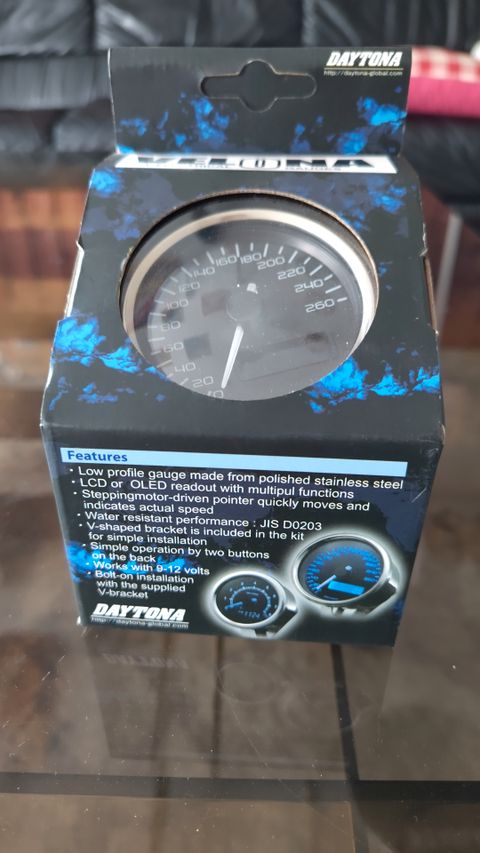 DAYTONA
http://daytona-global.com
VELONA
0
20
40
60
80
100
120
140
160
180
200
220
240
260
Features
· Low profile gauge made from polished stainless steel
· LCD or OLED readout with multipul functions
· Steppingmotor-driven pointer quickly moves and
indicates actual speed
· Water resistant performance : JIS D0203
· V-shaped bracket is included in the kit
for simple installation
· Simple operation by two buttons
on the back
· Works with 9-12 volts
· Bolt-on installation
with the supplied
V-bracket
DAYTONA
http://daytona-global.com